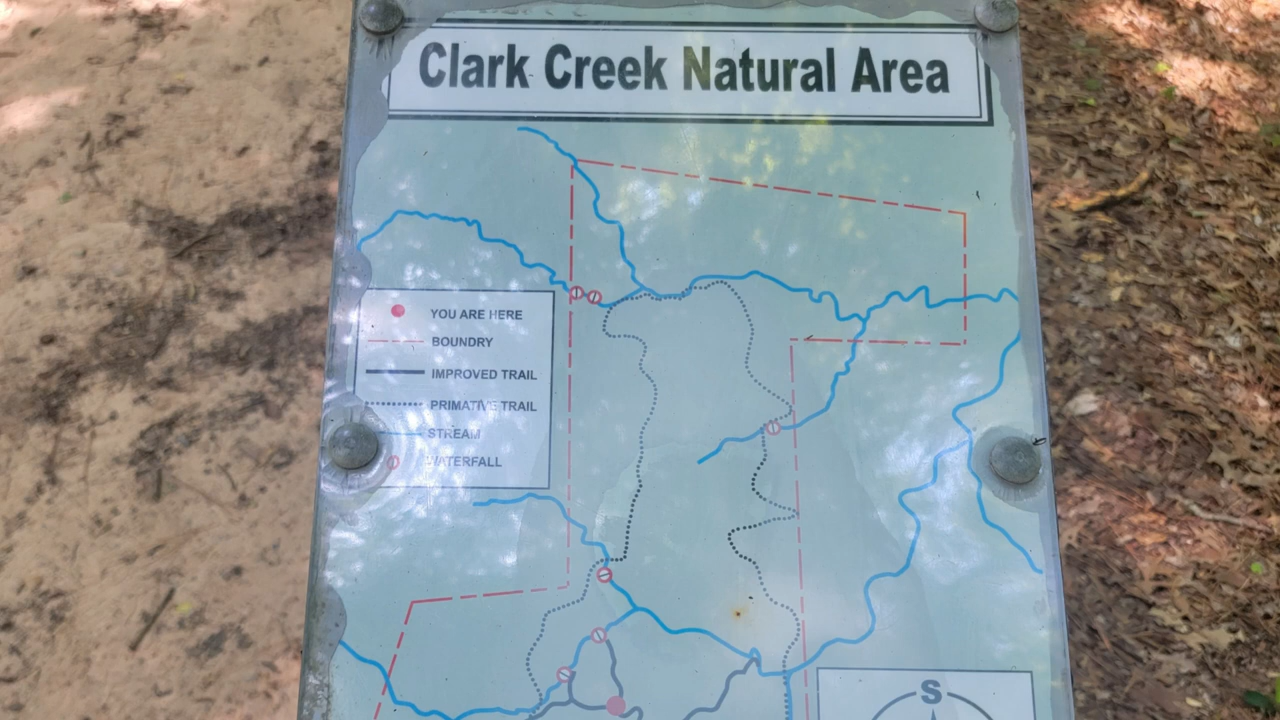 Clark Creek Natural Area
YOU ARE HERE
BOUNDRY
IMPROVED TRAIL
PRIMATIVE TRAIL
STREAM
WATERFALL
S